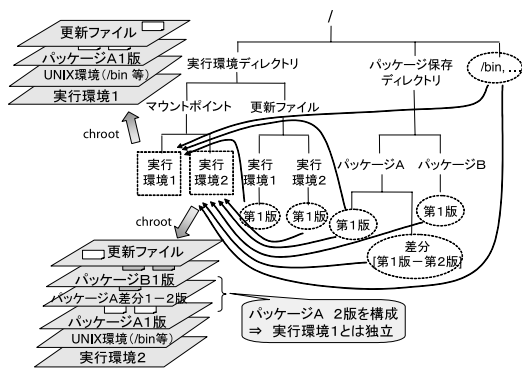 更新ファイル
パッケージA1版
UNIX環境(/bin 等)
実行環境1
chroot
/
実行環境ディレクトリ
パッケージ保存
ディレクトリ
/bin, ...
マウントポイント
更新ファイル
実行
環境1
実行
環境2
実行
環境1
実行
環境2
パッケージA
パッケージB
第1版
第1版
第1版
第1版
差分
[第1版－第2版]
chroot
更新ファイル
パッケージB1版
パッケージA差分1－2版
パッケージA1版
UNIX環境(/bin等)
実行環境2
パッケージA 2版を構成
⇒ 実行環境1とは独立